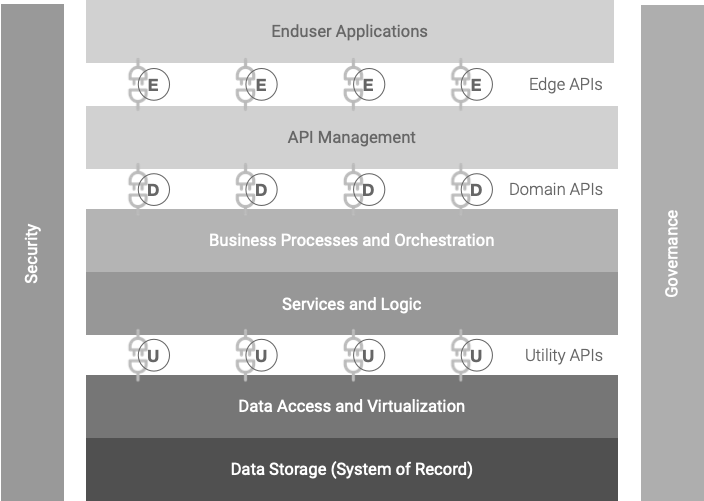 Enduser Applications
E E E E Edge APIs
API Management
D D D D Domain APIs
Business Processes and Orchestration
Services and Logic
U U U U Utility APIs
Data Access and Virtualization
Data Storage (System of Record)
Security
Governance